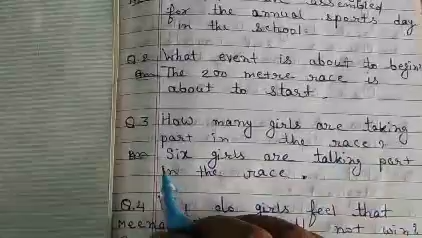 assembled
for the annual sports day
in the school.
Q.2 What event is about to begin?
Ans The 200 metre race is
about to start.
Q.3 How many girls are taking
part in the race?
Ans Six girls are talking part
in the race.
Q.4 do girls feel that
Meena not win?